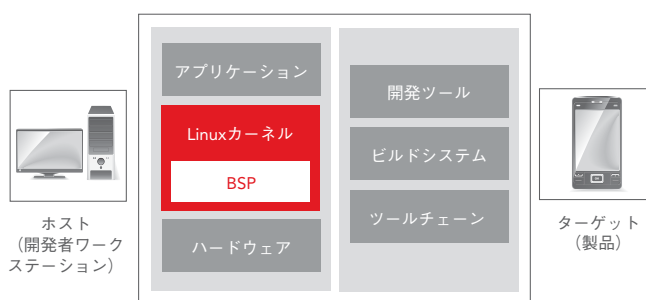 アプリケーション
Linuxカーネル
BSP
ハードウェア
開発ツール
ビルドシステム
ツールチェーン
ホスト
（開発者ワーク
ステーション）
ターゲット
（製品）